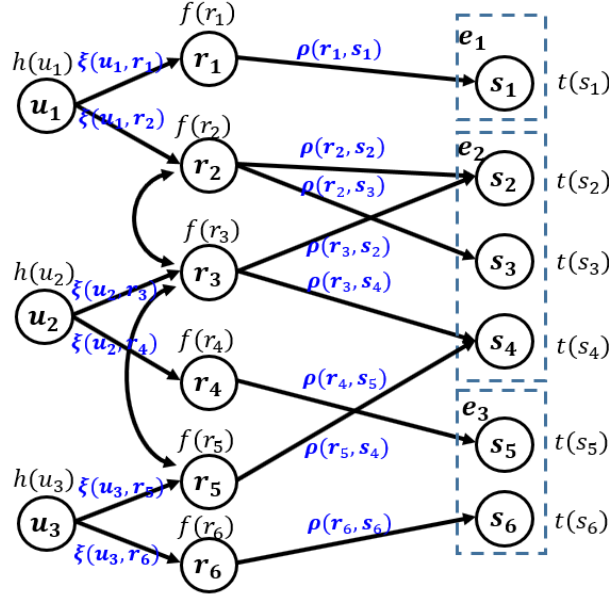 f(r₁)
h(u₁) ξ(u₁, r₁) r₁ ρ(r₁, s₁) e₁
u₁ s₁ t(s₁)
ξ(u₁, r₂) f(r₂)
r₂ ρ(r₂, s₂) e₂
ρ(r₂, s₃) s₂ t(s₂)
f(r₃)
ρ(r₃, s₂)
h(u₂) ξ(u₂, r₃) r₃ ρ(r₃, s₄) s₃ t(s₃)
u₂
ξ(u₂, r₄) f(r₄) s₄ t(s₄)
r₄ ρ(r₄, s₅) e₃
f(r₅) s₅ t(s₅)
ρ(r₅, s₄)
h(u₃) ξ(u₃, r₅) r₅
u₃ f(r₆) ρ(r₆, s₆) s₆ t(s₆)
ξ(u₃, r₆) r₆